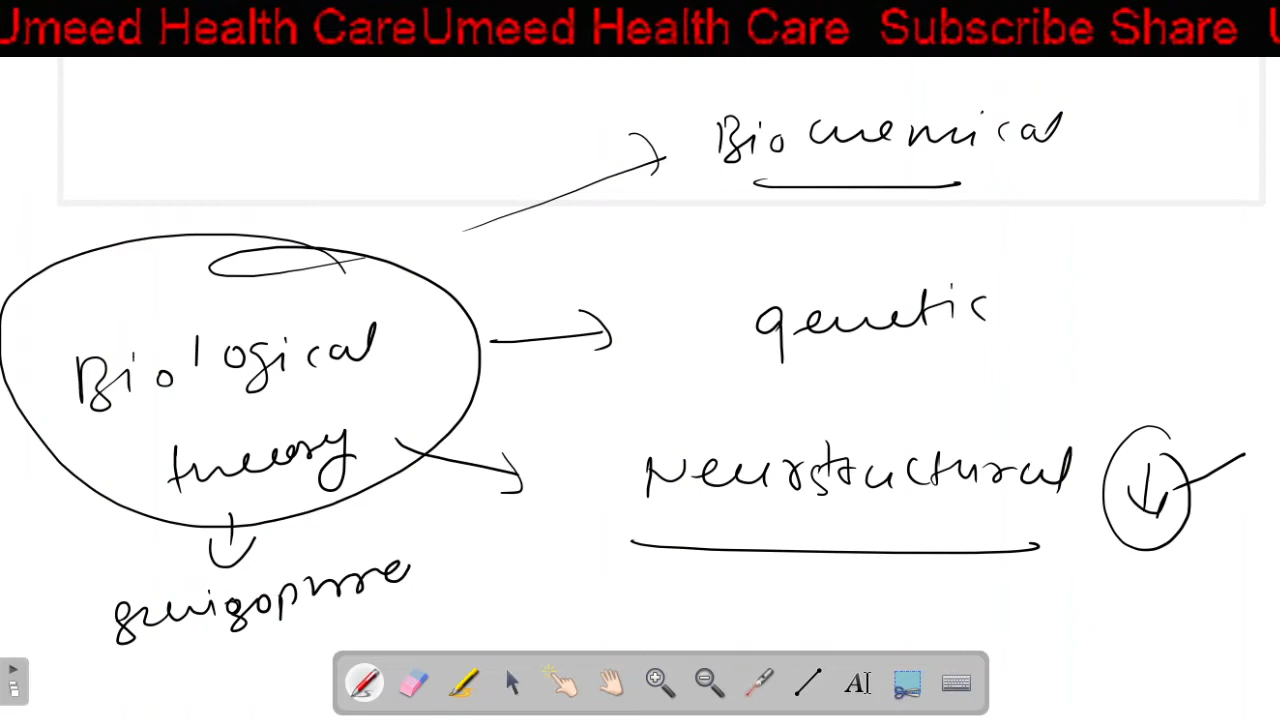 Umeed Health CareUmeed Health Care Subscribe Share U
Biochemical
genetic
Biological
theory
Neurstructural